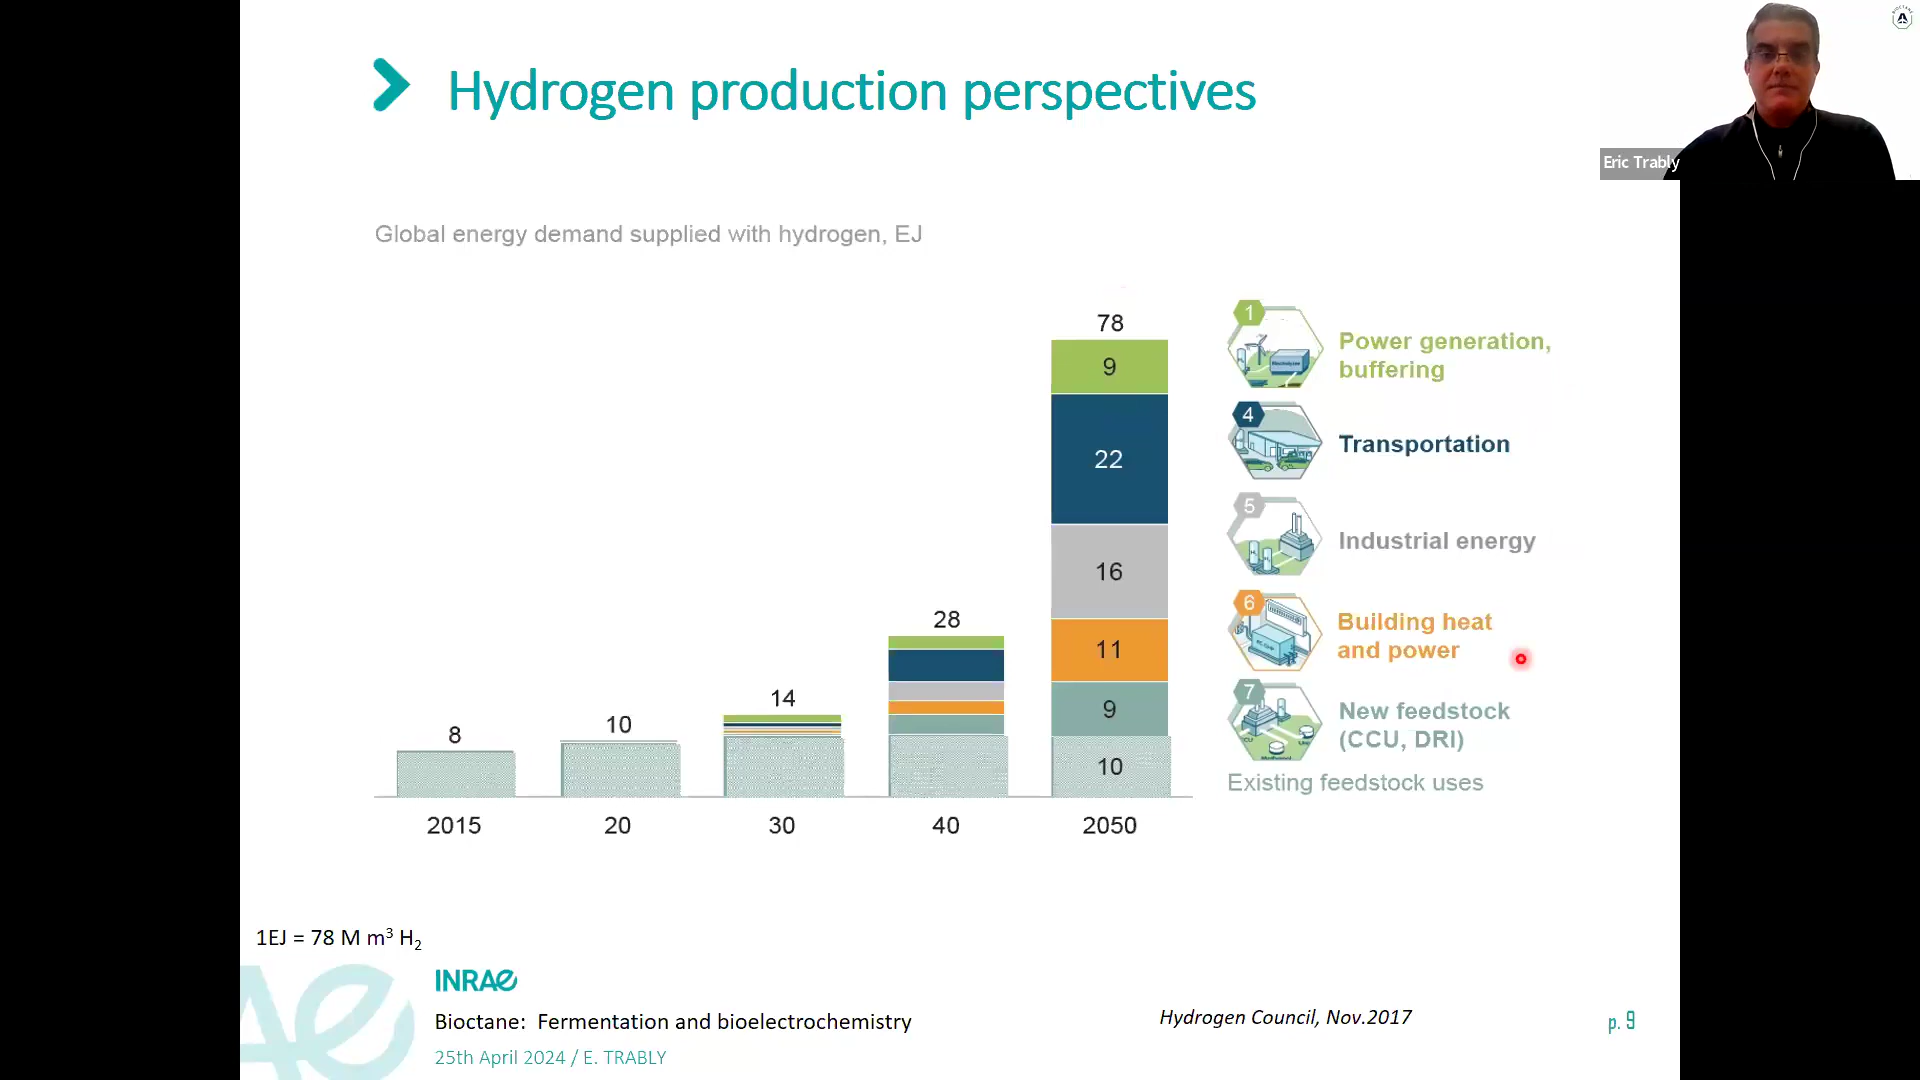 Hydrogen production perspectives
Eric Trably
Global energy demand supplied with hydrogen, EJ
78
9
22
16
11
9
10
28
14
10
8
2015
20
30
40
2050
1
Power generation,
buffering
4
Transportation
5
Industrial energy
6
Building heat
and power
7
New feedstock
(CCU, DRI)
Existing feedstock uses
1EJ = 78 M m³ H₂
INRAE
Bioctane: Fermentation and bioelectrochemistry
Hydrogen Council, Nov.2017
p. 9
25th April 2024 / E. TRABLY